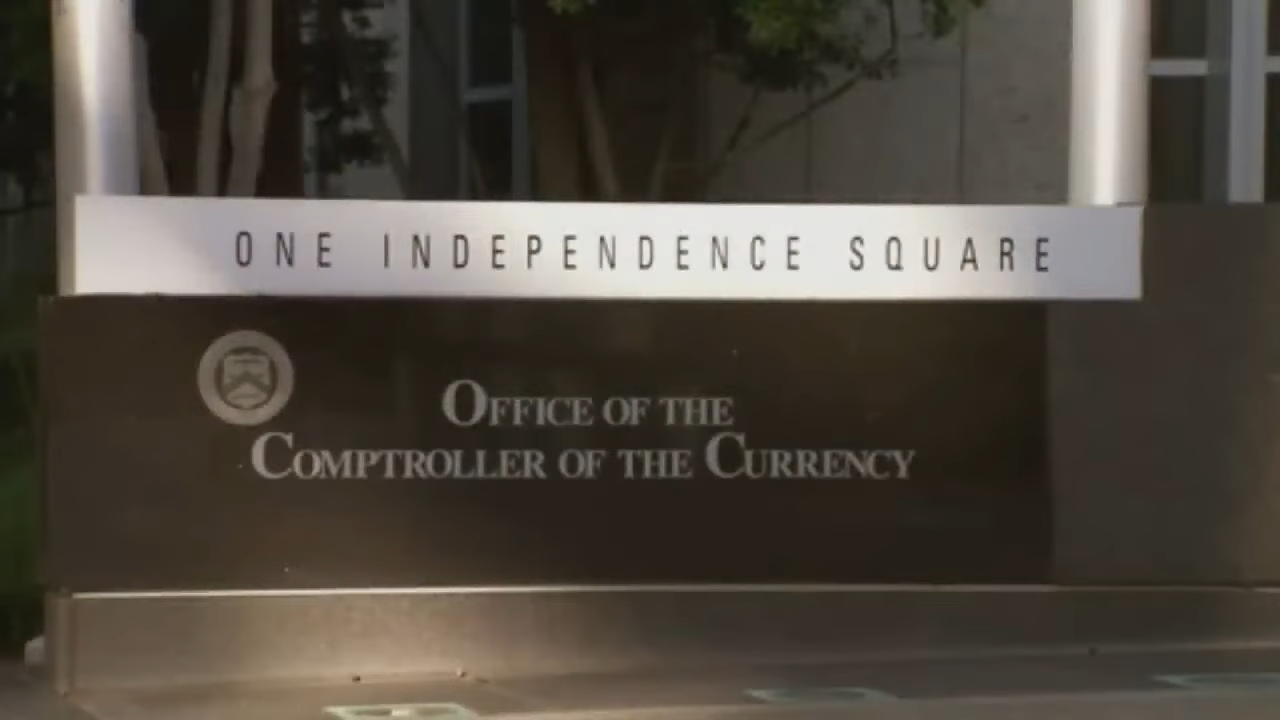 ONE INDEPENDENCE SQUARE
OFFICE OF THE
COMPTROLLER OF THE CURRENCY